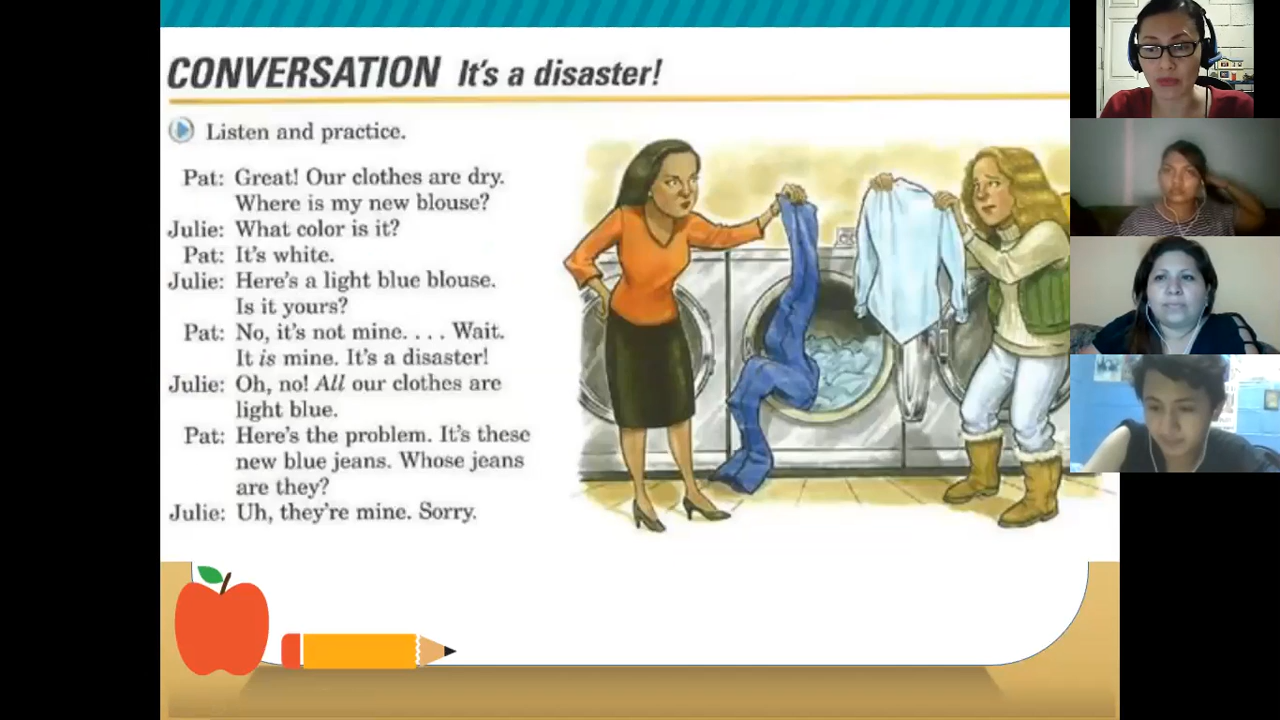 CONVERSATION It's a disaster!
Listen and practice.
Pat: Great! Our clothes are dry.
Where is my new blouse?
Julie: What color is it?
Pat: It's white.
Julie: Here's a light blue blouse.
Is it yours?
Pat: No, it's not mine. . . . Wait.
It is mine. It's a disaster!
Julie: Oh, no! All our clothes are
light blue.
Pat: Here's the problem. It's these
new blue jeans. Whose jeans
are they?
Julie: Uh, they're mine. Sorry.